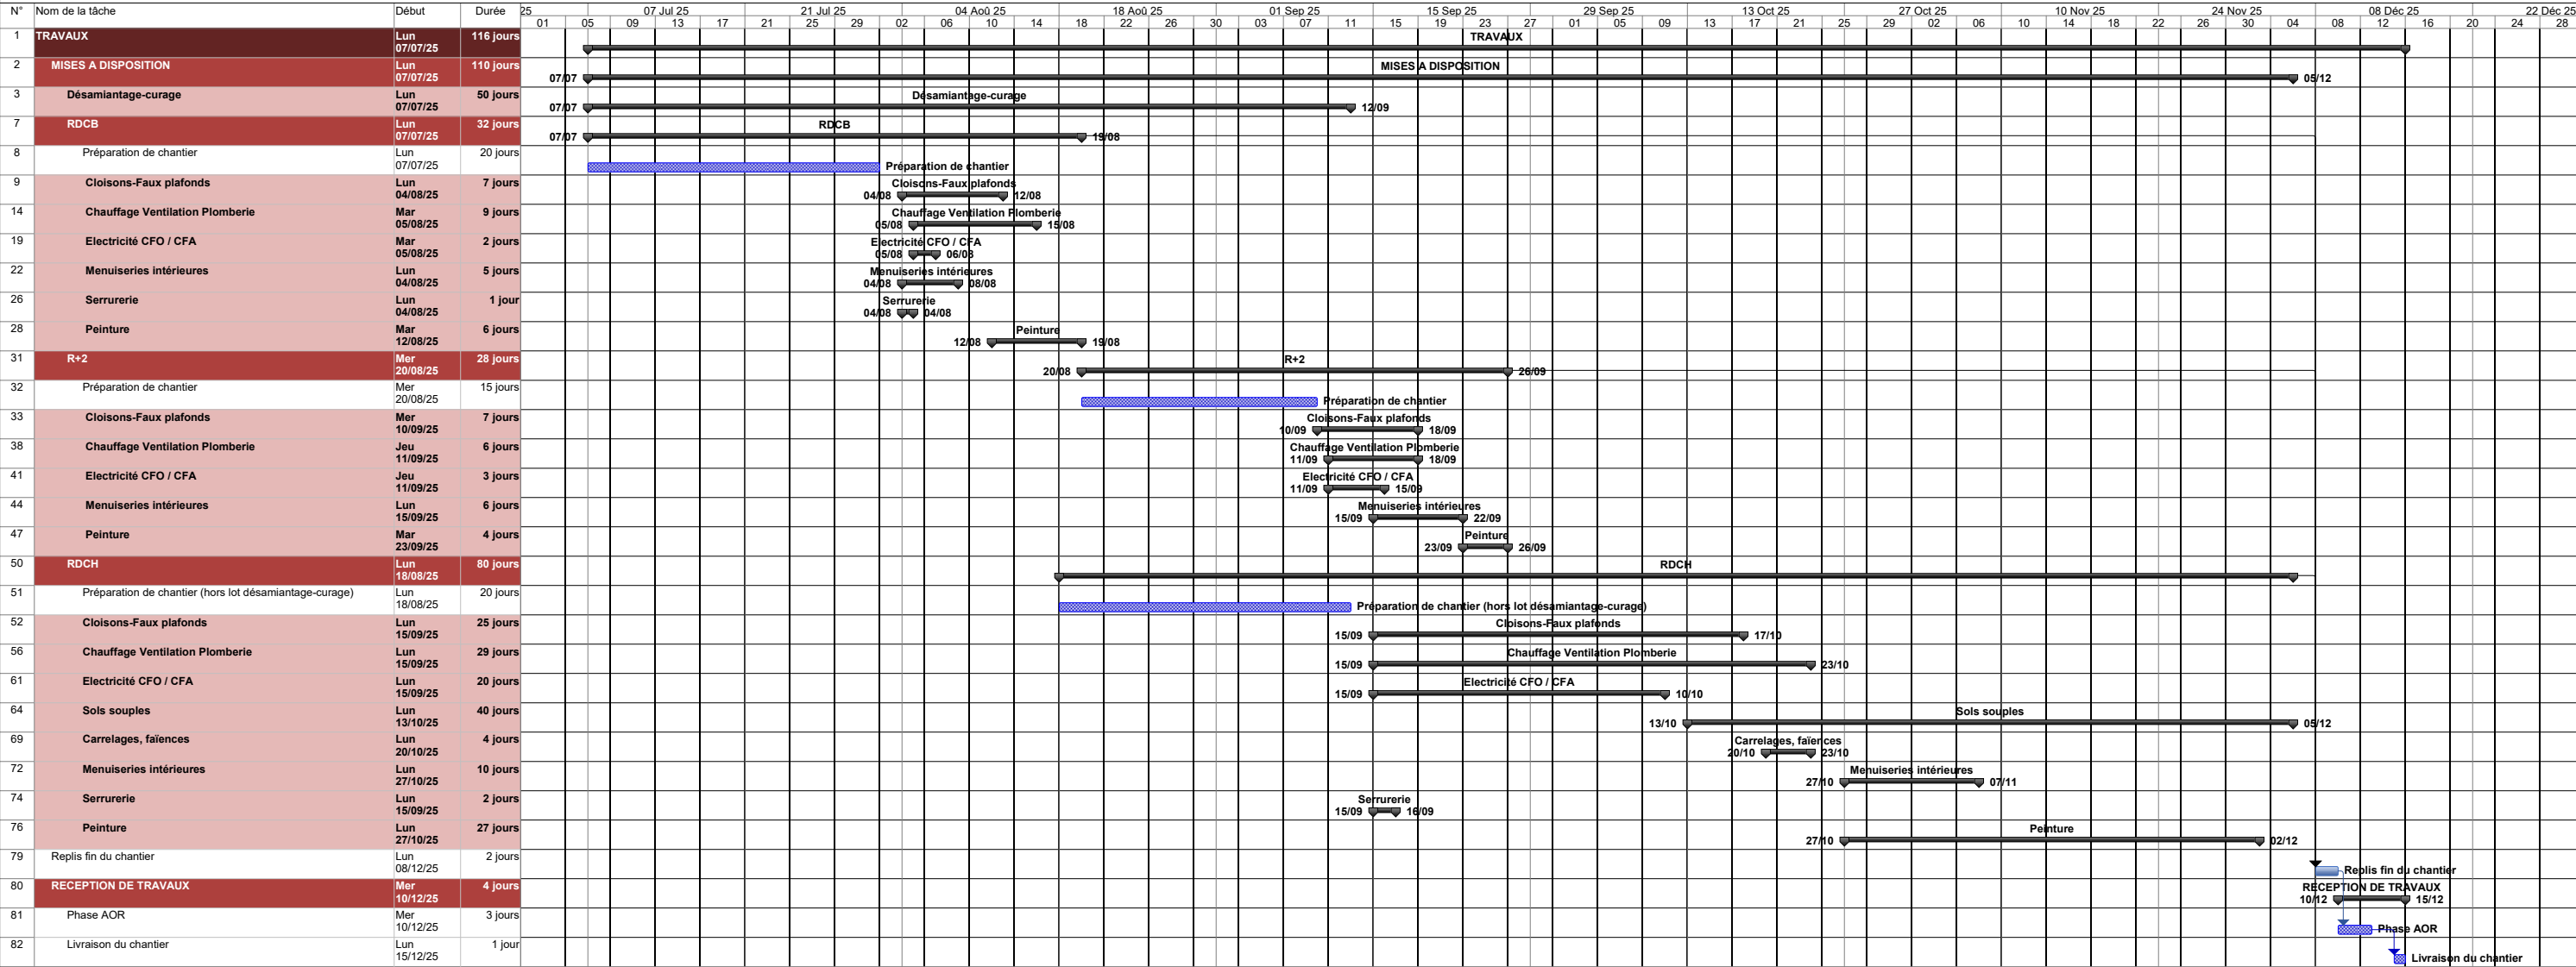 N° Nom de la tâche Début Durée 25 07 Jul 25 21 Jul 25 04 Aoû 25 18 Aoû 25 01 Sep 25 15 Sep 25 29 Sep 25 13 Oct 25 27 Oct 25 10 Nov 25 24 Nov 25 08 Déc 25 22 Déc 25
01 05 09 13 17 21 25 29 02 06 10 14 18 22 26 30 03 07 11 15 19 23 27 01 05 09 13 17 21 25 29 02 06 10 14 18 22 26 30 04 08 12 16 20 24 28
1 TRAVAUX Lun 116 jours TRAVAUX
07/07/25
2 MISES A DISPOSITION Lun 110 jours MISES A DISPOSITION
07/07/25 07/07 05/12
3 Désamiantage-curage Lun 50 jours Désamiantage-curage
07/07/25 07/07 12/09
7 RDCB Lun 32 jours RDCB
07/07/25 07/07 19/08
8 Préparation de chantier Lun 20 jours
07/07/25 Préparation de chantier
9 Cloisons-Faux plafonds Lun 7 jours Cloisons-Faux plafonds
04/08/25 04/08 12/08
14 Chauffage Ventilation Plomberie Mar 9 jours Chauffage Ventilation Plomberie
05/08/25 05/08 15/08
19 Electricité CFO / CFA Mar 2 jours Electricité CFO / CFA
05/08/25 05/08 06/08
22 Menuiseries intérieures Lun 5 jours Menuiseries intérieures
04/08/25 04/08 08/08
26 Serrurerie Lun 1 jour Serrurerie
04/08/25 04/08 04/08
28 Peinture Mar 6 jours Peinture
12/08/25 12/08 19/08
31 R+2 Mer 28 jours R+2
20/08/25 20/08 26/09
32 Préparation de chantier Mer 15 jours
20/08/25 Préparation de chantier
33 Cloisons-Faux plafonds Mer 7 jours Cloisons-Faux plafonds
10/09/25 10/09 18/09
38 Chauffage Ventilation Plomberie Jeu 6 jours Chauffage Ventilation Plomberie
11/09/25 11/09 18/09
41 Electricité CFO / CFA Jeu 3 jours Electricité CFO / CFA
11/09/25 11/09 15/09
44 Menuiseries intérieures Lun 6 jours Menuiseries intérieures
15/09/25 15/09 22/09
47 Peinture Mar 4 jours Peinture
23/09/25 23/09 26/09
50 RDCH Lun 80 jours RDCH
18/08/25
51 Préparation de chantier (hors lot désamiantage-curage) Lun 20 jours
18/08/25 Préparation de chantier (hors lot désamiantage-curage)
52 Cloisons-Faux plafonds Lun 25 jours Cloisons-Faux plafonds
15/09/25 15/09 17/10
56 Chauffage Ventilation Plomberie Lun 29 jours Chauffage Ventilation Plomberie
15/09/25 15/09 23/10
61 Electricité CFO / CFA Lun 20 jours Electricité CFO / CFA
15/09/25 15/09 10/10
64 Sols souples Lun 40 jours Sols souples
13/10/25 13/10 05/12
69 Carrelages, faïences Lun 4 jours Carrelages, faïences
20/10/25 20/10 23/10
72 Menuiseries intérieures Lun 10 jours Menuiseries intérieures
27/10/25 27/10 07/11
74 Serrurerie Lun 2 jours Serrurerie
15/09/25 15/09 16/09
76 Peinture Lun 27 jours Peinture
27/10/25 27/10 02/12
79 Replis fin du chantier Lun 2 jours
08/12/25 Replis fin du chantier
80 RECEPTION DE TRAVAUX Mer 4 jours RECEPTION DE TRAVAUX
10/12/25 10/12 15/12
81 Phase AOR Mer 3 jours
10/12/25 Phase AOR
82 Livraison du chantier Lun 1 jour
15/12/25 Livraison du chantier